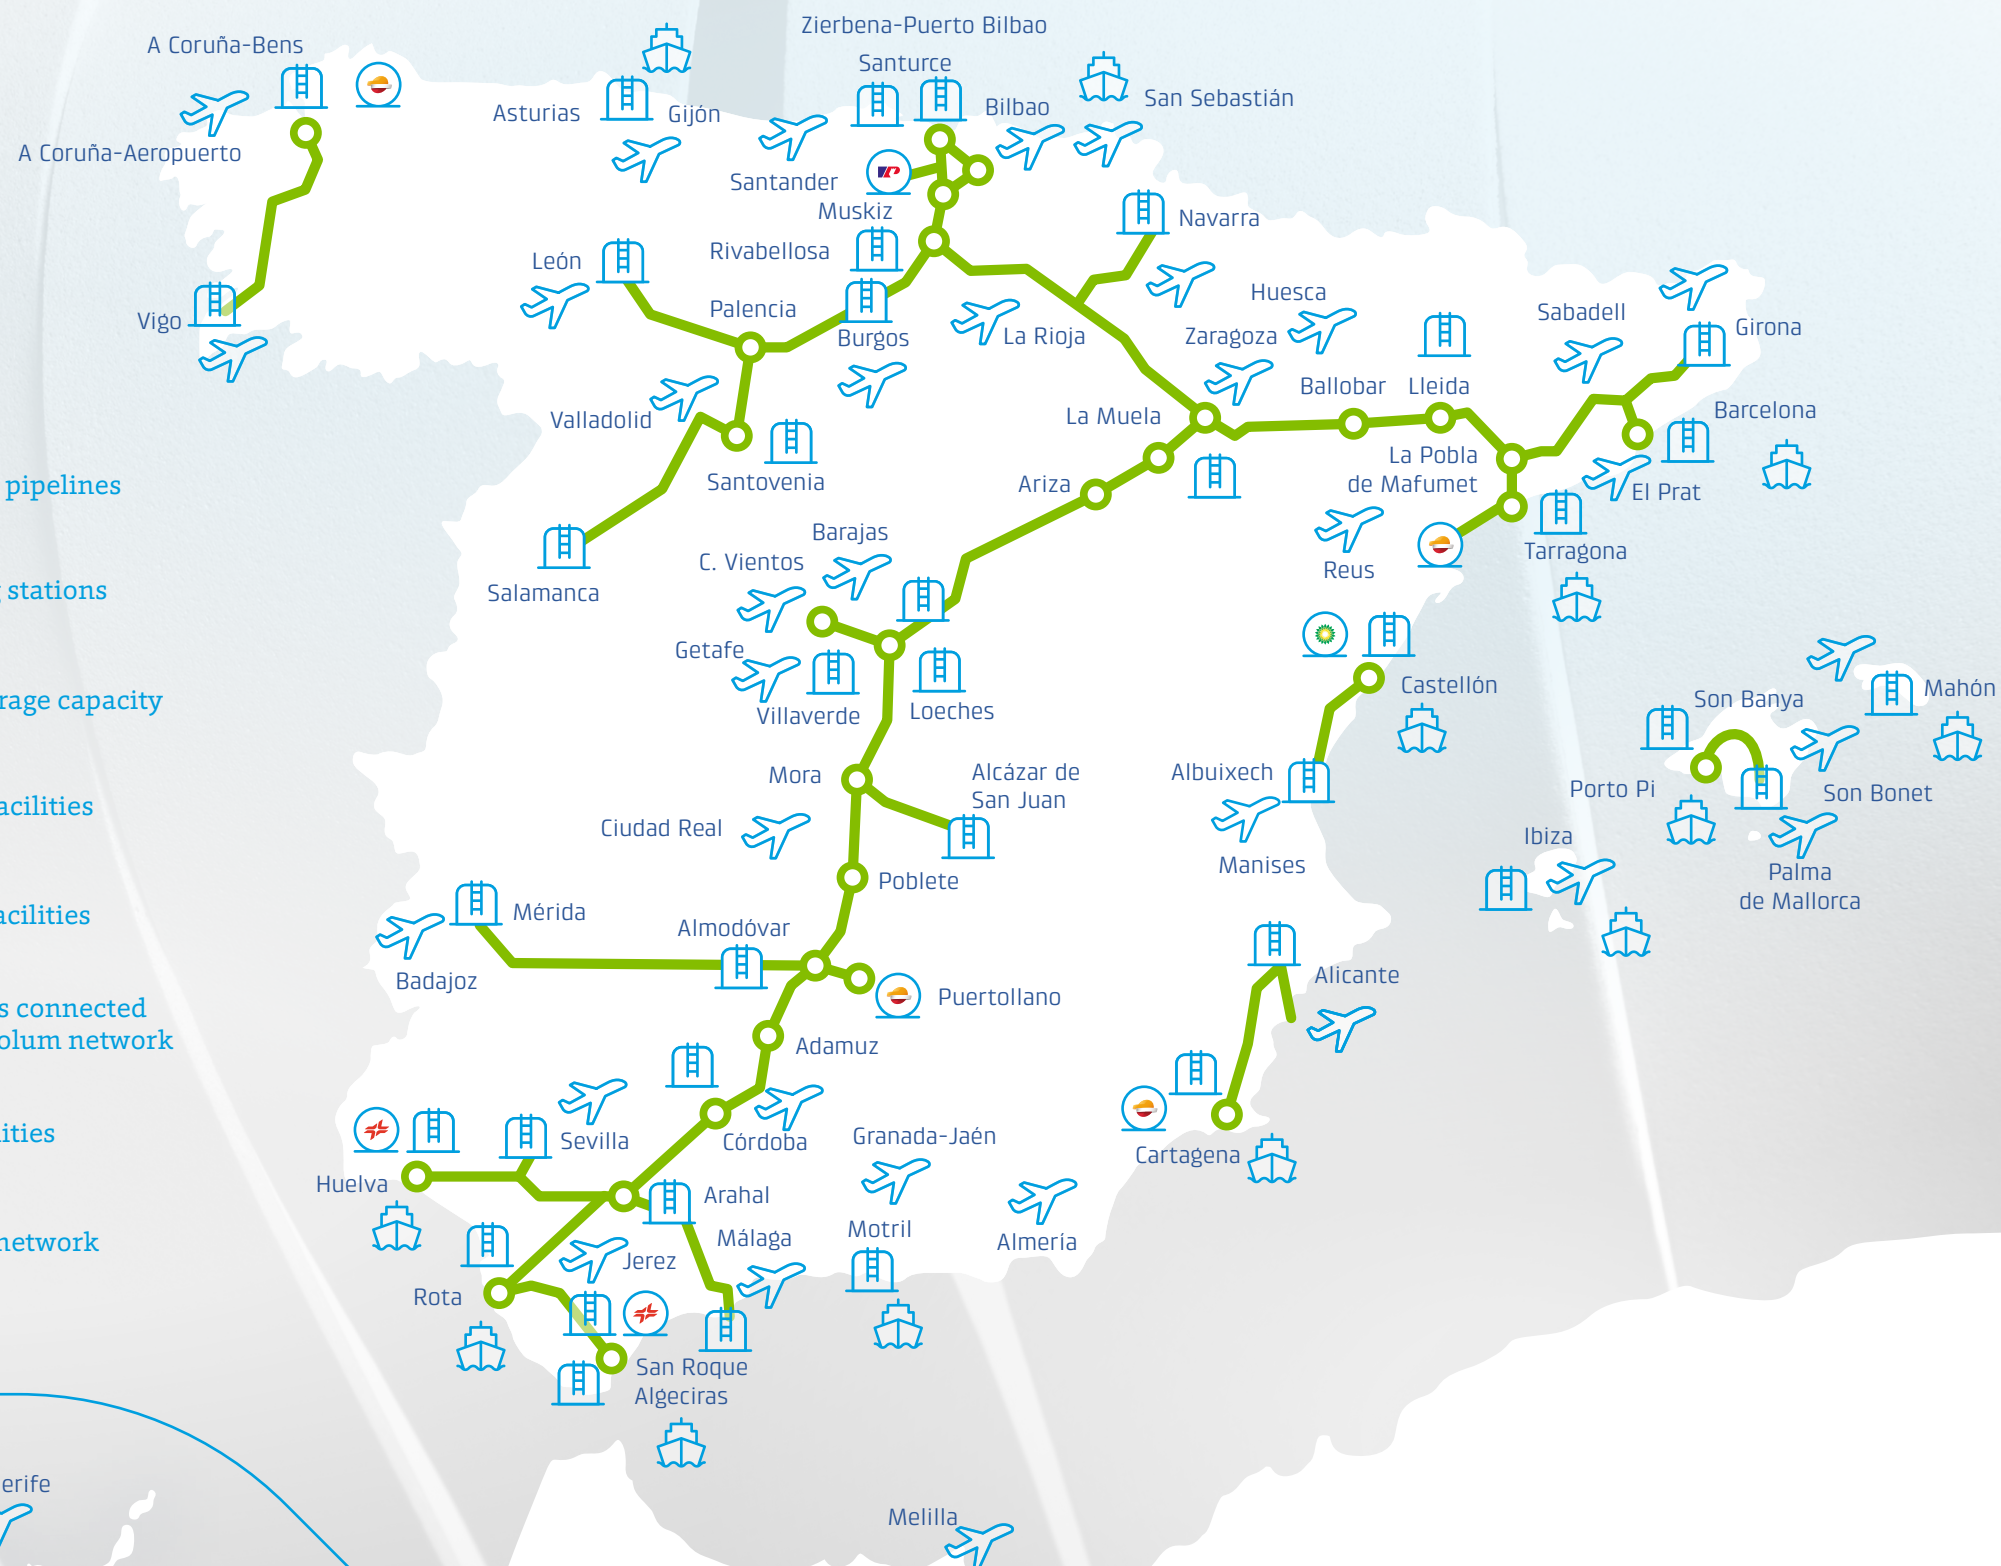 Zierbena-Puerto Bilbao
A Coruña-Bens
Santurce
San Sebastián
Asturias
Gijón
Bilbao
A Coruña-Aeropuerto
Santander
Muskiz
Navarra
Rivabellosa
León
Huesca
Palencia
Sabadell
Vigo
Burgos
La Rioja
Zaragoza
Girona
Ballobar
Lleida
Valladolid
La Muela
Barcelona
La Pobla
de Mafumet
Santovenia
Ariza
El Prat
pipelines
Barajas
Tarragona
C. Vientos
Reus
Salamanca
stations
Getafe
Castellón
Mahón
Son Banya
rage capacity
Villaverde
Loeches
Mora
Alcázar de
San Juan
Albuixech
Porto Pi
Son Bonet
acilities
Ciudad Real
Ibiza
Manises
Palma
de Mallorca
Poblete
Mérida
acilities
Almodóvar
Badajoz
Alicante
Puertollano
s connected
olum network
Adamuz
lities
Sevilla
Córdoba
Granada-Jaén
Cartagena
Huelva
Arahal
Málaga
Motril
Almería
network
Jerez
Rota
San Roque
Algeciras
erife
Melilla